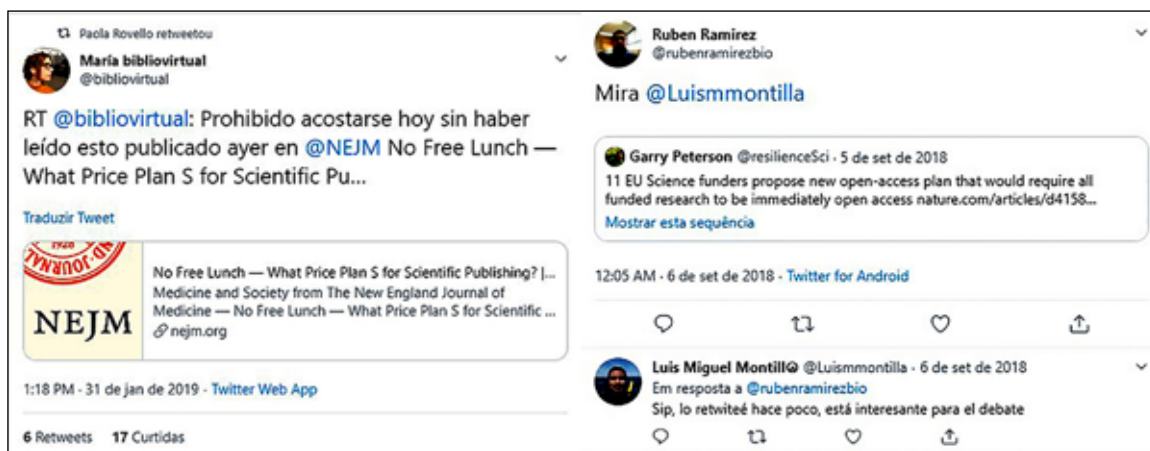 Paola Rovello retweetou
María bibliovirtual
@bibliovirtual
RT @bibliovirtual: Prohibido acostarse hoy sin haber
leído esto publicado ayer en @NEJM No Free Lunch —
What Price Plan S for Scientific Pu...
Traduzir Tweet
NEJM
No Free Lunch — What Price Plan S for Scientific Publishing? |...
Medicine and Society from The New England Journal of
Medicine — No Free Lunch — What Price Plan S for Scientific ...
nejm.org
1:18 PM · 31 de jan de 2019 · Twitter Web App
6 Retweets 17 Curtidas
Ruben Ramirez
@rubenramirezbio
Mira @Luismmontilla
Garry Peterson @resilienceSci · 5 de set de 2018
11 EU Science funders propose new open-access plan that would require all
funded research to be immediately open access nature.com/articles/d4158...
Mostrar esta sequência
12:05 AM · 6 de set de 2018 · Twitter for Android
Luis Miguel Montill @Luismmontilla · 6 de set de 2018
Em resposta a @rubenramirezbio
Sip, lo retwiteé hace poco, está interesante para el debate